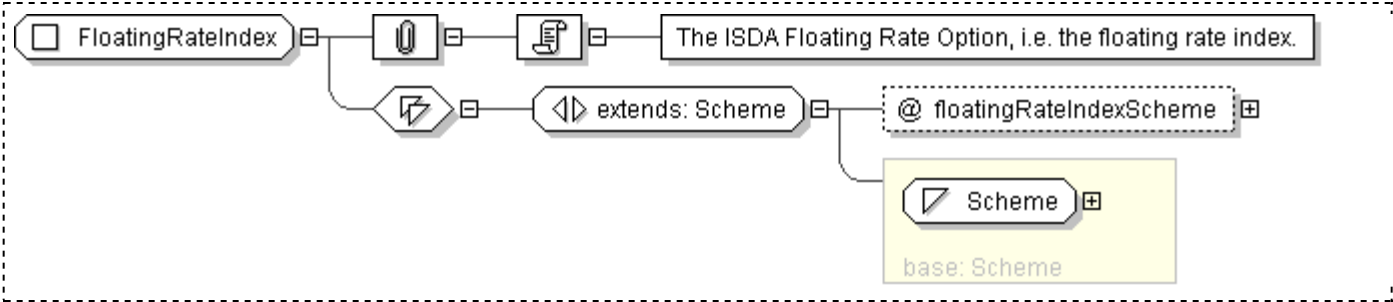 FloatingRateIndex
The ISDA Floating Rate Option, i.e. the floating rate index.
extends: Scheme
@ floatingRateIndexScheme
Scheme
base: Scheme